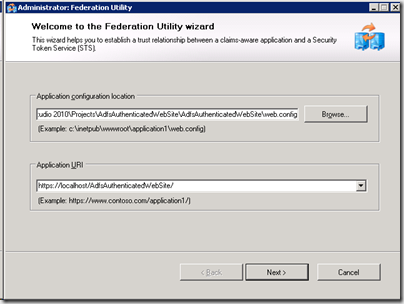 Administrator: Federation Utility
Welcome to the Federation Utility wizard
This wizard helps you to establish a trust relationship between a claims-aware application and a Security
Token Service (STS).
Application configuration location
:udio 2010\Projects\AdfsAuthenticatedWebSite\AdfsAuthenticatedWebSite\web.config
Browse...
(Example: c:\inetpub\wwwroot\application1\web.config)
Application URI
https://localhost/AdfsAuthenticatedWebSite/
(Example: https://www.contoso.com/application1/)
< Back
Next >
Cancel